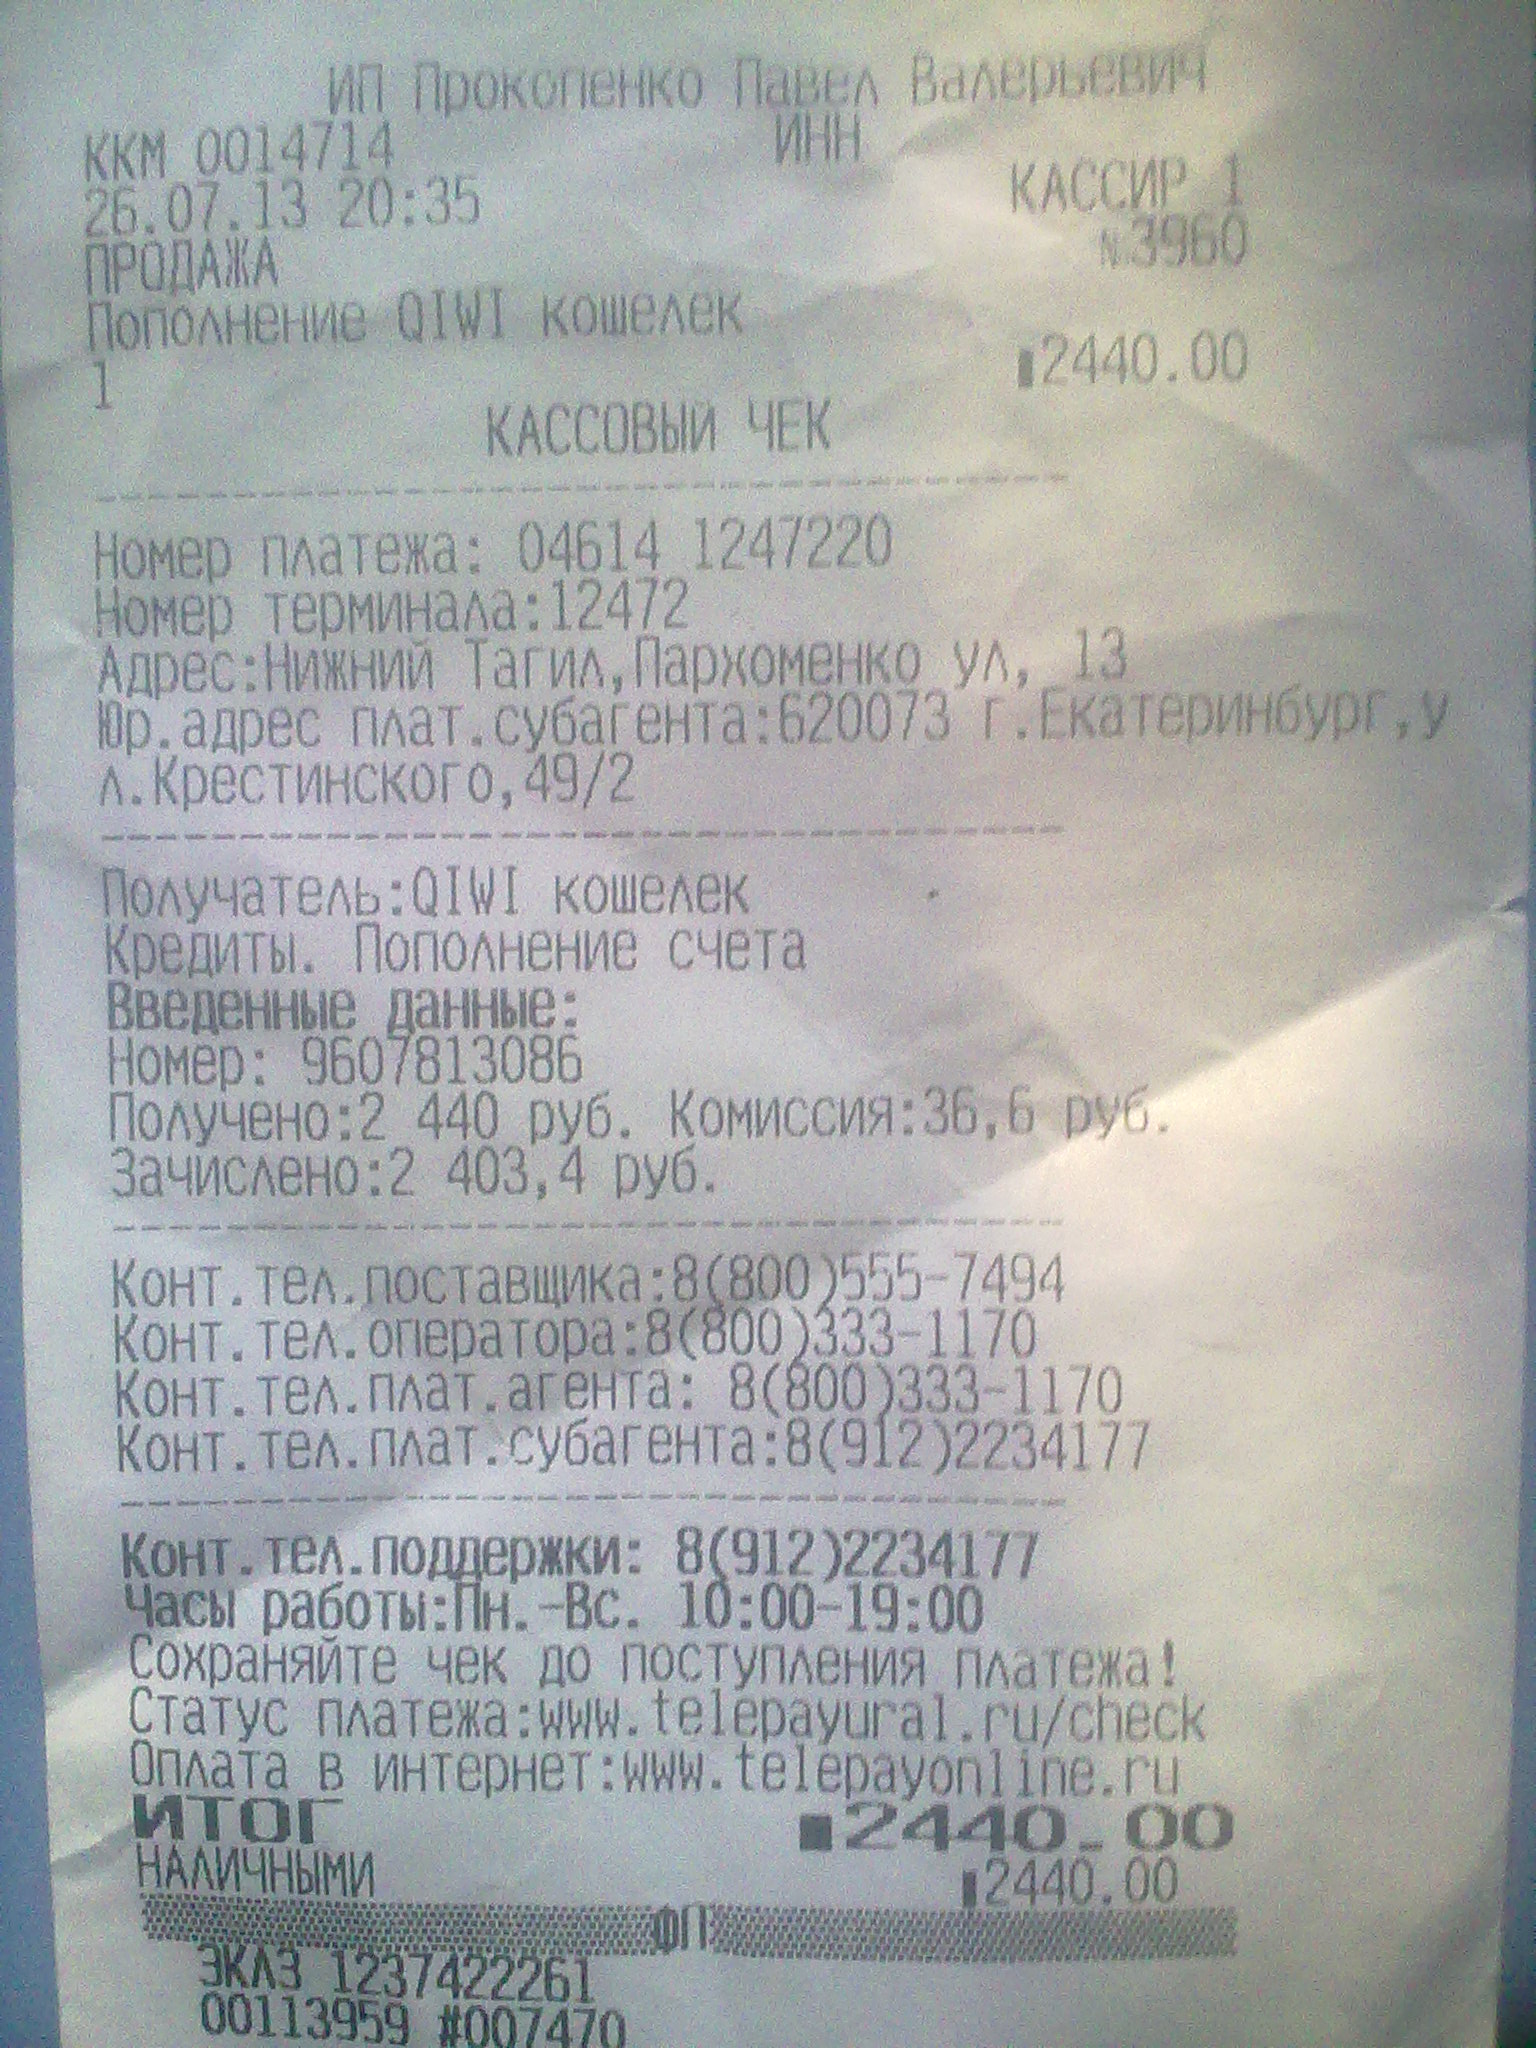 ИП Прокопенко Павел Валерьевич
ККМ 0014714 ИНН
26.07.13 20:35 КАССИР 1
ПРОДАЖА №3960
Пополнение QIWI кошелек
1 2440.00
КАССОВЫЙ ЧЕК
Номер платежа: 04614 1247220
Номер терминала:12472
Адрес:Нижний Тагил,Пархоменко ул, 13
Юр.адрес плат.субагента:620073 г.Екатеринбург,у
л.Крестинского,49/2
Получатель:QIWI кошелек
Кредиты. Пополнение счета
Введенные данные:
Номер: 9607813086
Получено:2 440 руб. Комиссия:36,6 руб.
Зачислено:2 403,4 руб.
Конт.тел.поставщика:8(800)555-7494
Конт.тел.оператора:8(800)333-1170
Конт.тел.плат.агента: 8(800)333-1170
Конт.тел.плат.субагента:8(912)2234177
Конт.тел.поддержки: 8(912)2234177
Часы работы:Пн.-Вс. 10:00-19:00
Сохраняйте чек до поступления платежа!
Статус платежа:www.telepayural.ru/check
Оплата в интернет:www.telepayonline.ru
ИТОГ 2440.00
НАЛИЧНЫМИ 2440.00
ФП
ЭКЛЗ 1237422261
00113959 #007470